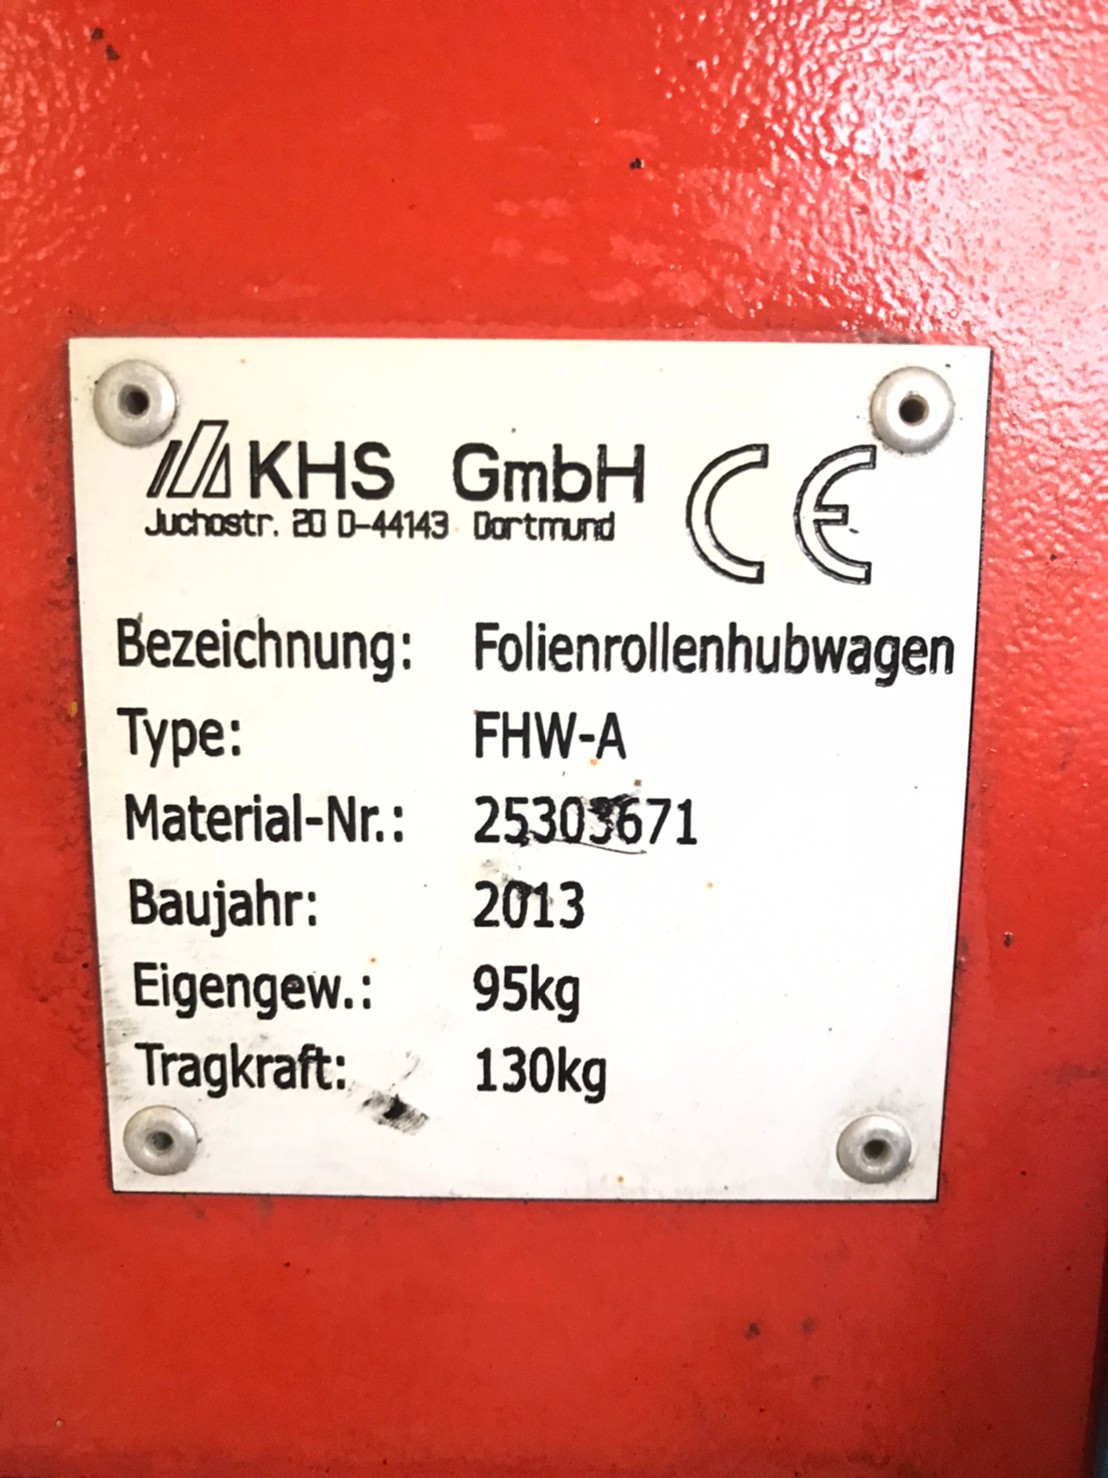 KHS GmbH CE
Juchostr. 20 D-44143 Dortmund
Bezeichnung: Folienrollenhubwagen
Type: FHW-A
Material-Nr.: 25303671
Baujahr: 2013
Eigengew.: 95kg
Tragkraft: 130kg